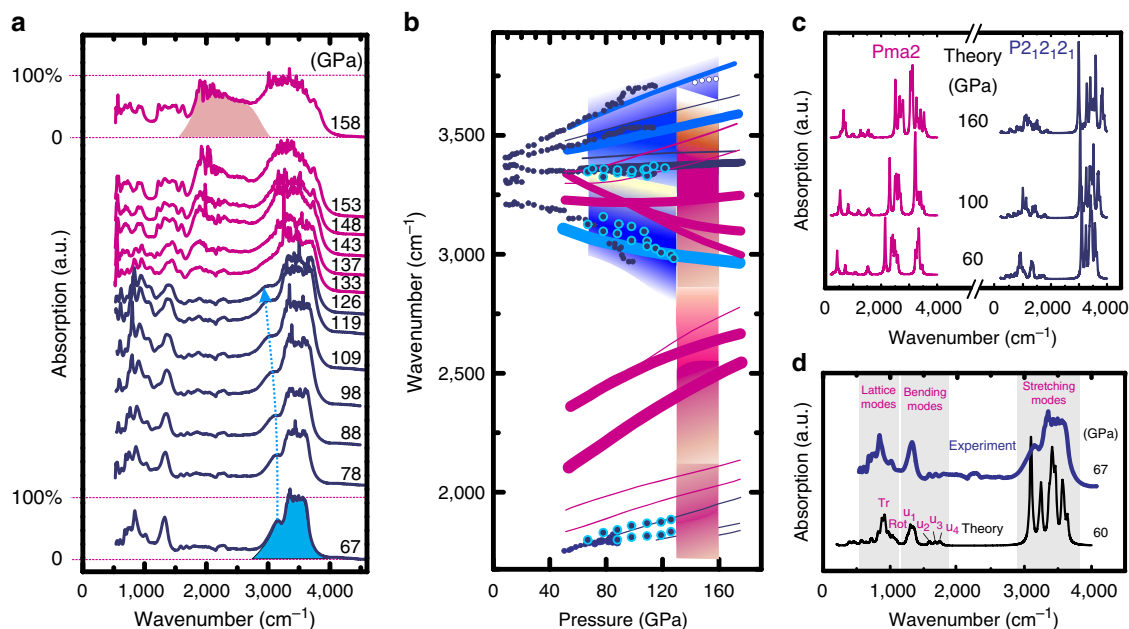 a
Absorption (a.u.)
(GPa)
100%
0
158
153
148
143
137
133
126
119
109
98
88
78
100%
67
0
0 1,000 2,000 3,000 4,000
Wavenumber (cm⁻¹)
b
Wavenumber (cm⁻¹)
3,500
3,000
2,500
2,000
0 40 80 120 160
Pressure (GPa)
c
Absorption (a.u.)
Pma2 Theory P2₁2₁2₁
(GPa)
160
100
60
0 2,000 4,000 0 2,000 4,000
Wavenumber (cm⁻¹)
d
Absorption (a.u.)
Lattice modes
Bending modes
Stretching modes
(GPa)
Experiment
67
Tr
Rot
u₁
u₂
u₃
u₄
Theory
60
0 1,000 2,000 3,000 4,000
Wavenumber (cm⁻¹)